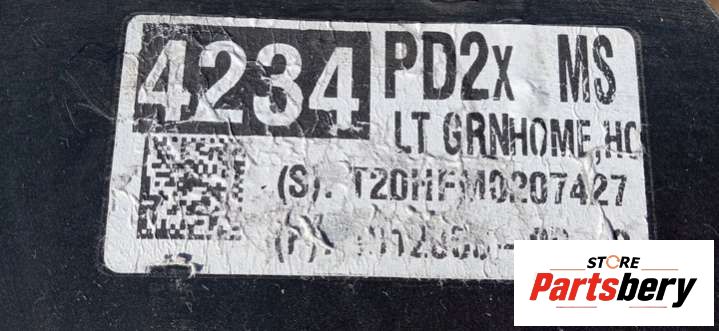 4234 PD2x MS
LT GRNHOME,HC
(S). T20HFM0207427
(P).
STORE
Partsbery